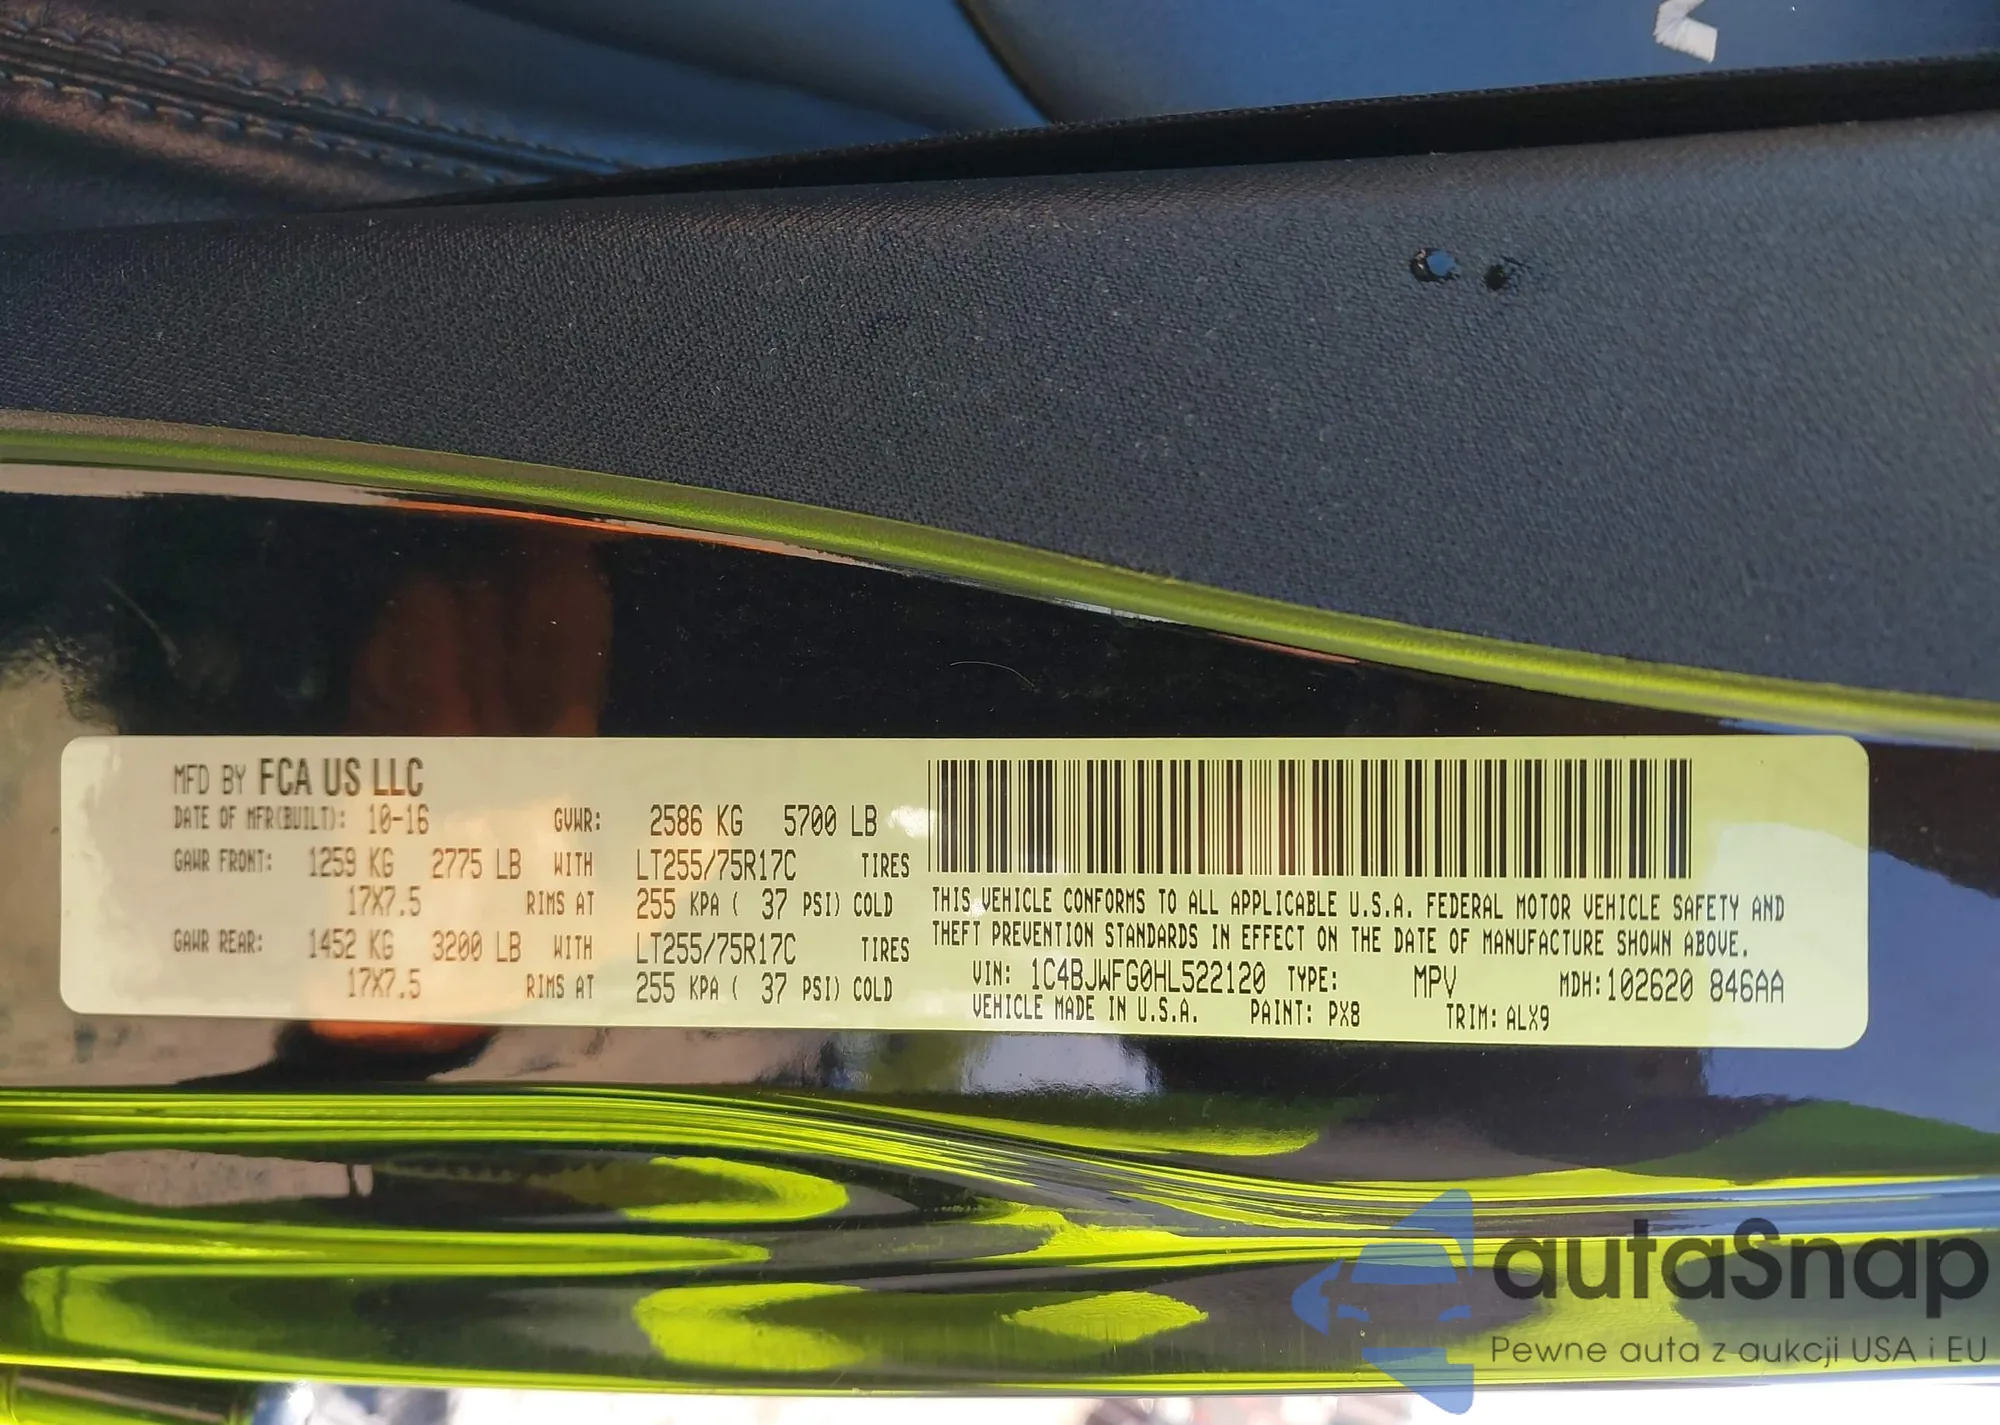 MFD BY FCA US LLC
DATE OF MFR(BUILT): 10-16 GVWR: 2586 KG 5700 LB
GAWR FRONT: 1259 KG 2775 LB WITH LT255/75R17C TIRES
17X7.5 RIMS AT 255 KPA ( 37 PSI) COLD
GAWR REAR: 1452 KG 3200 LB WITH LT255/75R17C TIRES
17X7.5 RIMS AT 255 KPA ( 37 PSI) COLD
THIS VEHICLE CONFORMS TO ALL APPLICABLE U.S.A. FEDERAL MOTOR VEHICLE SAFETY AND
THEFT PREVENTION STANDARDS IN EFFECT ON THE DATE OF MANUFACTURE SHOWN ABOVE.
VIN: 1C4BJWFG0HL522120 TYPE: MPV MDH:102620 846AA
VEHICLE MADE IN U.S.A. PAINT: PX8 TRIM: ALX9
autaSnap
Pewne auta z aukcji USA i EU